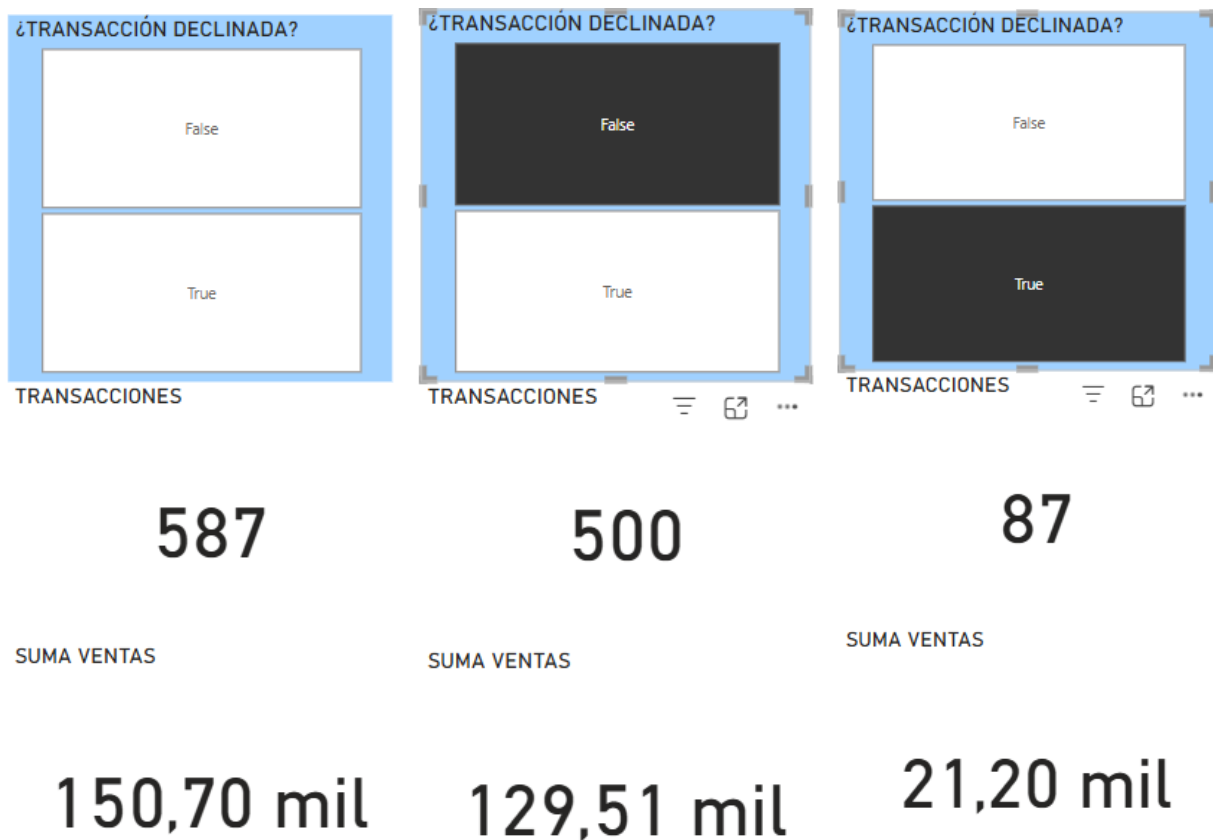 ¿TRANSACCIÓN DECLINADA?
False
True
TRANSACCIONES
587
SUMA VENTAS
150,70 mil
¿TRANSACCIÓN DECLINADA?
False
True
TRANSACCIONES
500
SUMA VENTAS
129,51 mil
¿TRANSACCIÓN DECLINADA?
False
True
TRANSACCIONES
87
SUMA VENTAS
21,20 mil